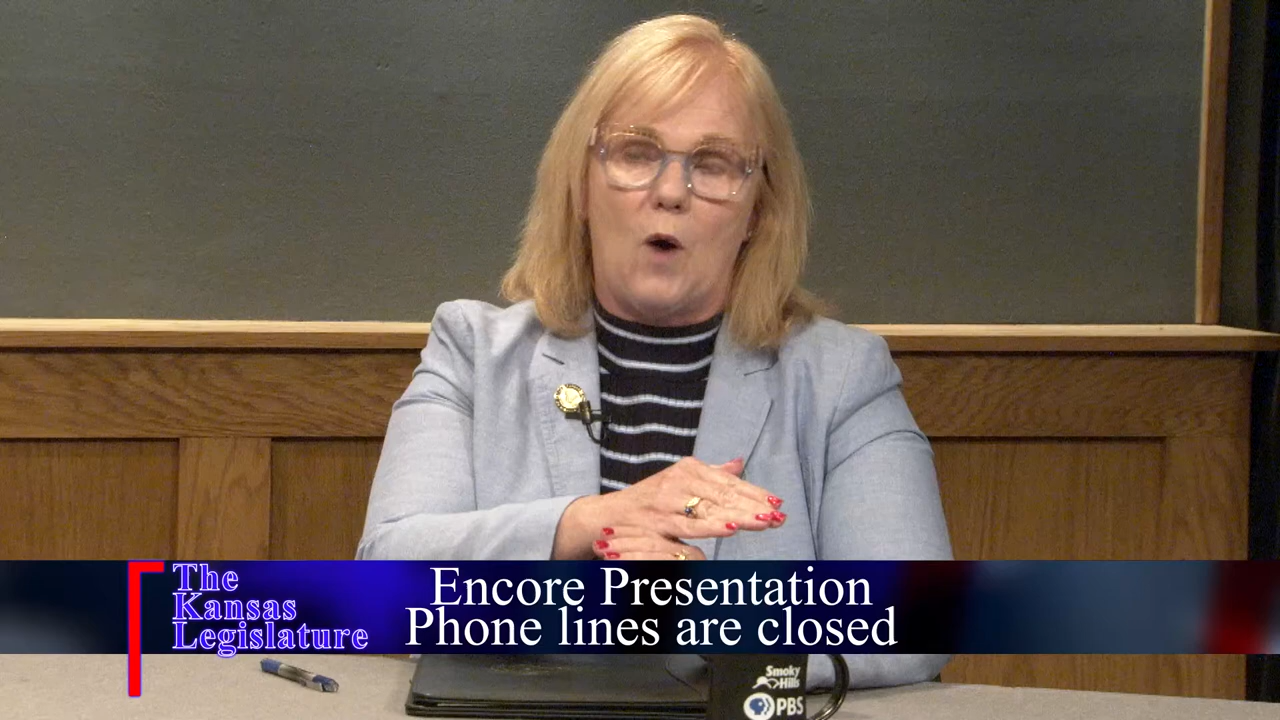 The
Kansas
Legislature
Encore Presentation
Phone lines are closed
Smoky
Hills
PBS